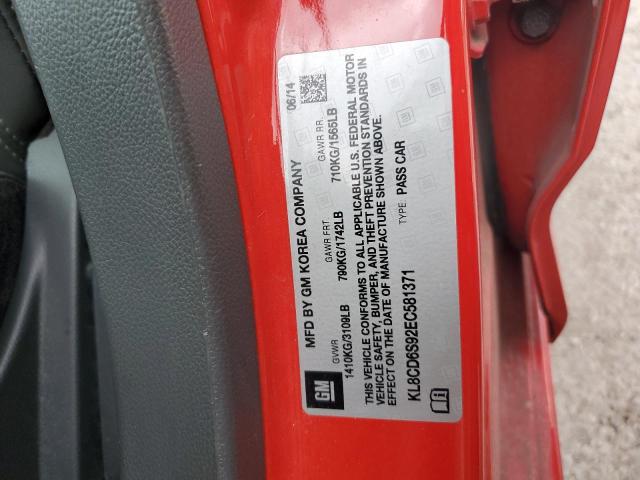 MFD BY GM KOREA COMPANY 06/14
GVWR GAWR FRT GAWR RR
1410KG/3109LB 790KG/1742LB 710KG/1565LB
THIS VEHICLE CONFORMS TO ALL APPLICABLE U.S. FEDERAL MOTOR
VEHICLE SAFETY, BUMPER, AND THEFT PREVENTION STANDARDS IN
EFFECT ON THE DATE OF MANUFACTURE SHOWN ABOVE.
TYPE: PASS CAR
KL8CD6S92EC581371
GM